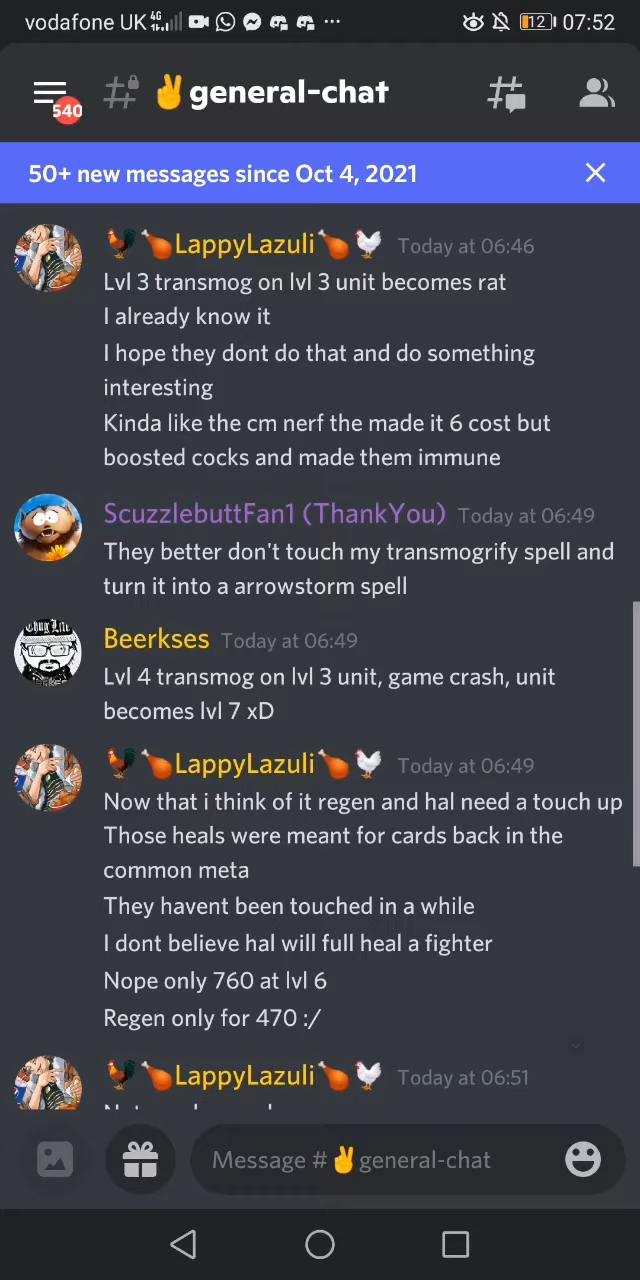 vodafone UK 4G 12 07:52
540 # ✌general-chat
50+ new messages since Oct 4, 2021
🐓🍗LappyLazuli🍗🐔 Today at 06:46
Lvl 3 transmog on lvl 3 unit becomes rat
I already know it
I hope they dont do that and do something
interesting
Kinda like the cm nerf the made it 6 cost but
boosted cocks and made them immune
ScuzzlebuttFan1 (ThankYou) Today at 06:49
They better don't touch my transmogrify spell and
turn it into a arrowstorm spell
Beerkses Today at 06:49
Lvl 4 transmog on lvl 3 unit, game crash, unit
becomes lvl 7 xD
🐓🍗LappyLazuli🍗🐔 Today at 06:49
Now that i think of it regen and hal need a touch up
Those heals were meant for cards back in the
common meta
They havent been touched in a while
I dont believe hal will full heal a fighter
Nope only 760 at lvl 6
Regen only for 470 :/
🐓🍗LappyLazuli🍗🐔 Today at 06:51
Message #✌general-chat